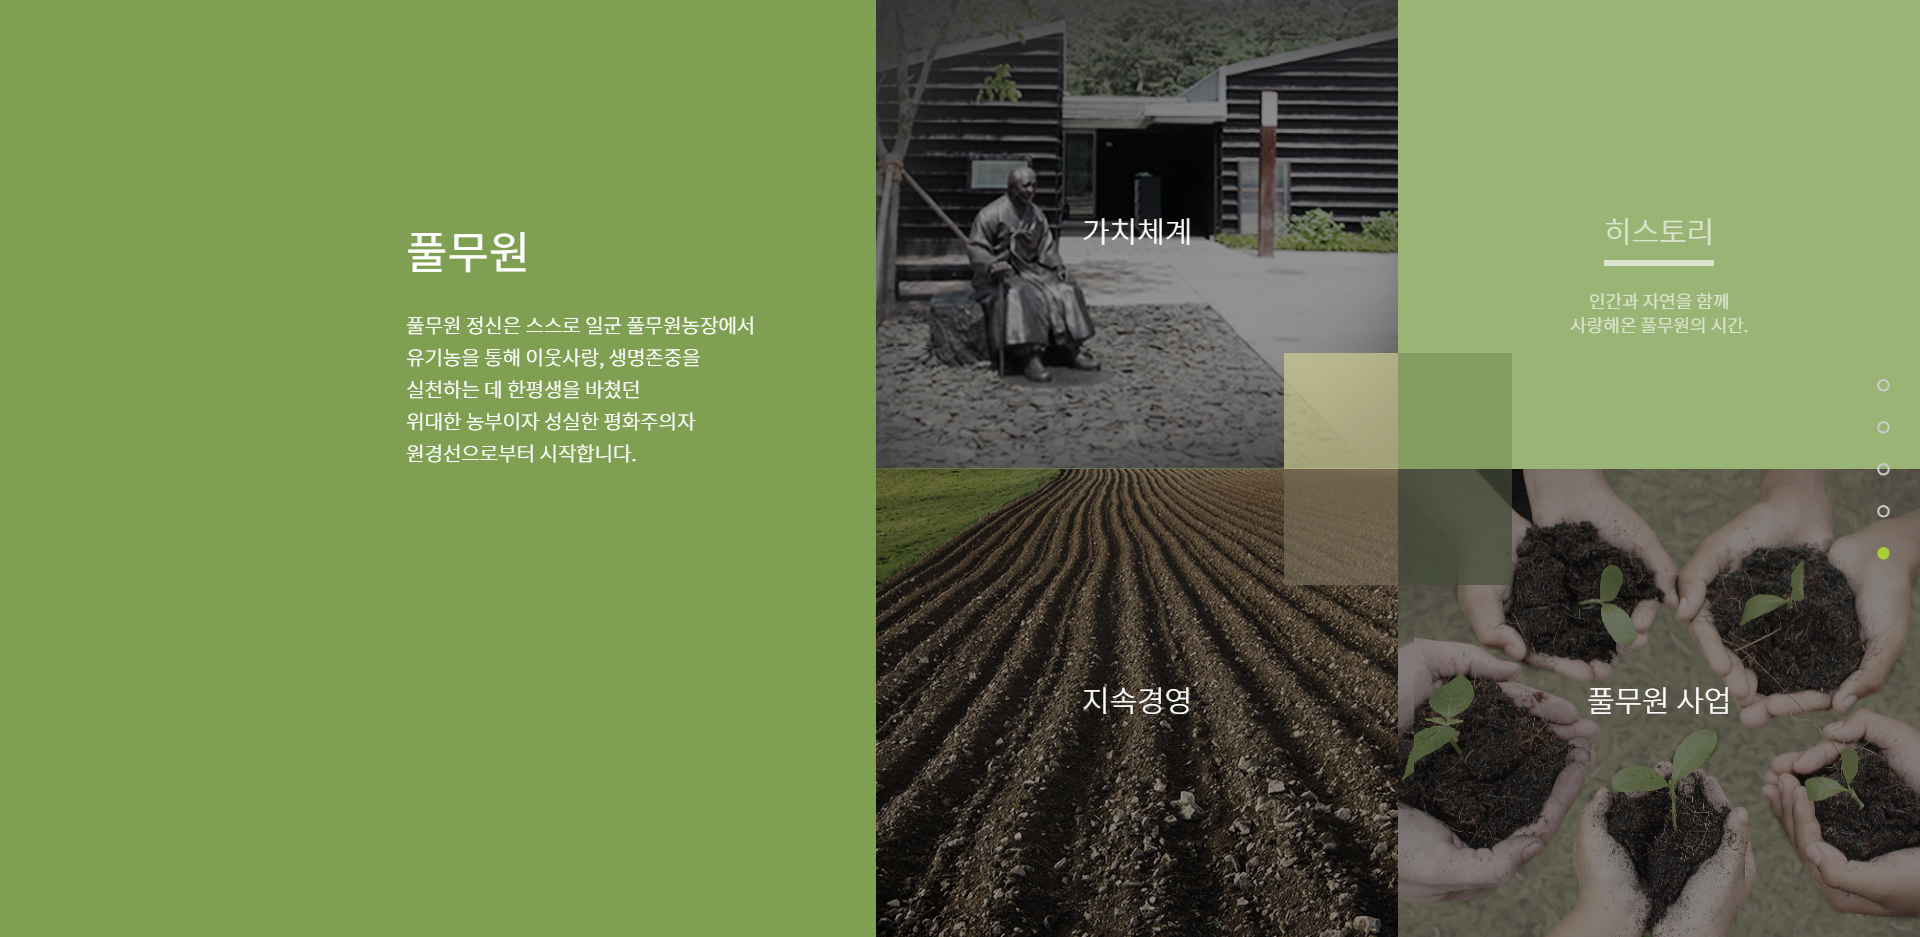 풀무원
풀무원 정신은 스스로 일군 풀무원농장에서
유기농을 통해 이웃사랑, 생명존중을
실천하는 데 한평생을 바쳤던
위대한 농부이자 성실한 평화주의자
원경선으로부터 시작합니다.
가치체계
히스토리
인간과 자연을 함께
사랑해온 풀무원의 시간.
지속경영
풀무원 사업